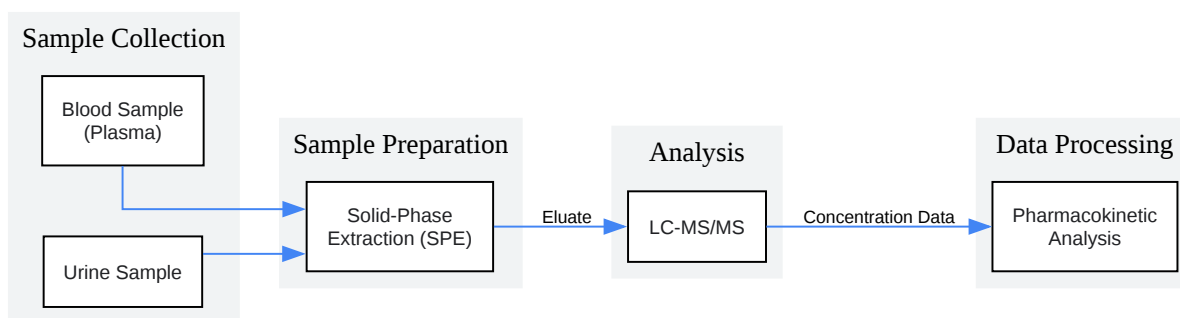 Sample Collection
Blood Sample
(Plasma)
Urine Sample
Sample Preparation
Solid-Phase
Extraction (SPE)
Eluate
Analysis
LC-MS/MS
Concentration Data
Data Processing
Pharmacokinetic
Analysis